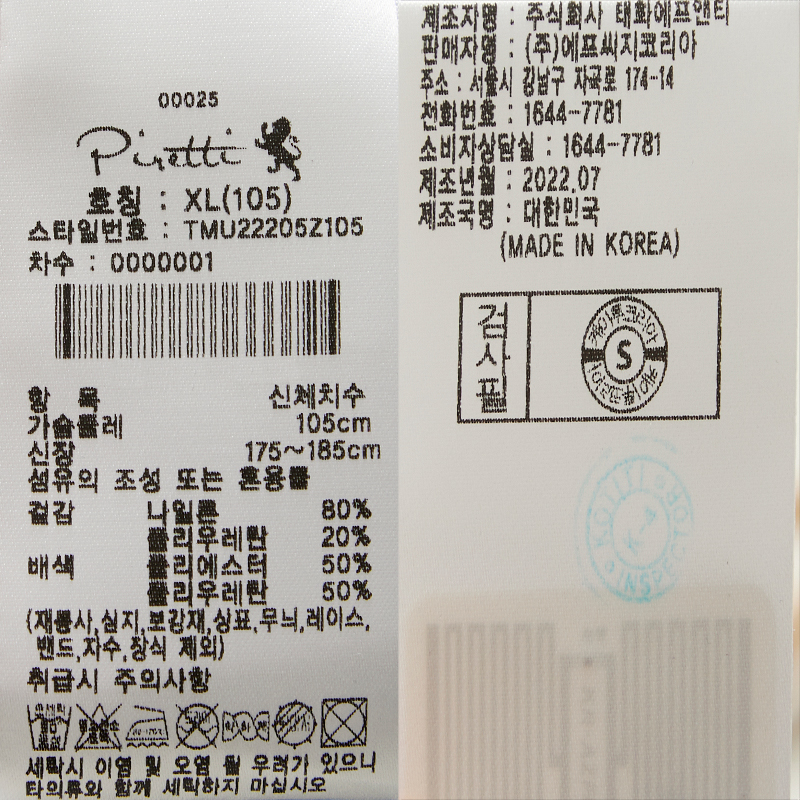 00025
Piretti
호칭 : XL(105)
스타일번호 : TMU22205Z105
차수 : 0000001
항 목 신체치수
가슴둘레 105cm
신장 175~185cm
섬유의 조성 또는 혼용률
겉감 나일론 80%
폴리우레탄 20%
배색 폴리에스터 50%
폴리우레탄 50%
(재봉사,심지,보강재,상표,무늬,레이스,
밴드,자수,장식 제외)
취급시 주의사항
세탁시 이염 및 오염 될 우려가 있으니
타의류와 함께 세탁하지 마십시오
제조자명 : 주식회사 태화에프앤티
판매자명 : (주)에프씨지코리아
주소 : 서울시 강남구 자곡로 174-14
전화번호 : 1644-7781
소비자상담실 : 1644-7781
제조년월 : 2022.07
제조국명 : 대한민국
(MADE IN KOREA)
검사필
S